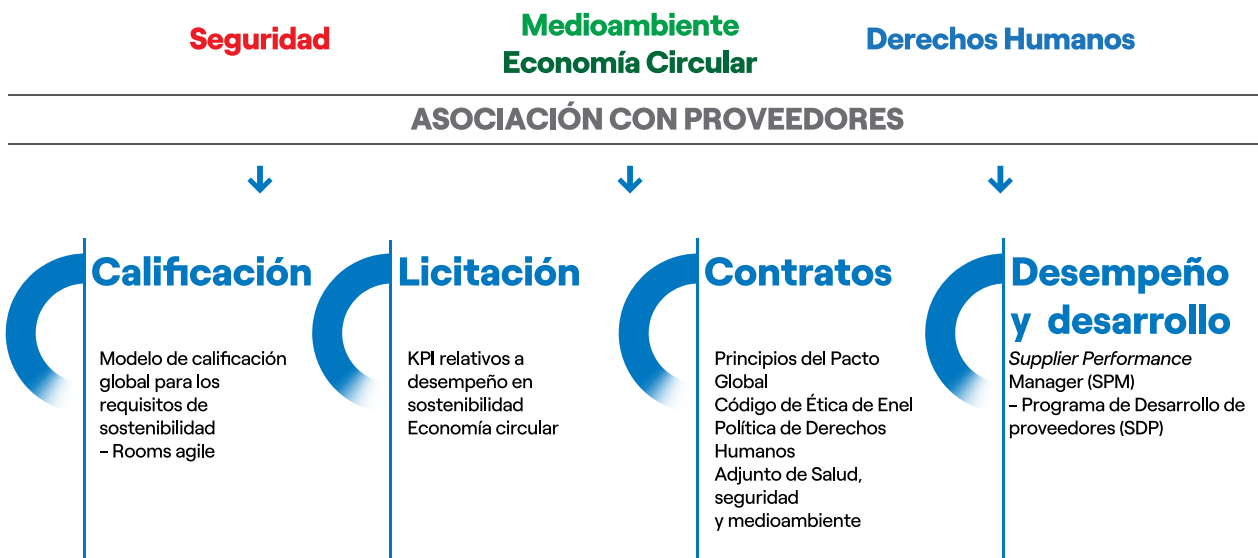 Seguridad
Medioambiente
Economía Circular
Derechos Humanos
ASOCIACIÓN CON PROVEEDORES
Calificación
Modelo de calificación
global para los
requisitos de
sostenibilidad
– Rooms agile
Licitación
KPI relativos a
desempeño en
sostenibilidad
Economía circular
Contratos
Principios del Pacto
Global
Código de Ética de Enel
Política de Derechos
Humanos
Adjunto de Salud,
seguridad
y medioambiente
Desempeño
y desarrollo
Supplier Performance
Manager (SPM)
– Programa de Desarrollo de
proveedores (SDP)